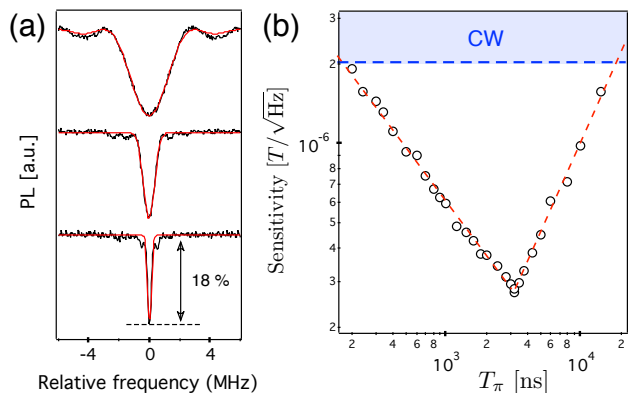 (a)
PL [a.u.]
18 %
-4 0 4
Relative frequency (MHz)
(b)
CW
Sensitivity [T/√Hz]
3
2
10⁻⁶
8
7
6
5
4
3
2
2 4 6 8 2 4 6 8 2
10³ 10⁴
T_π [ns]